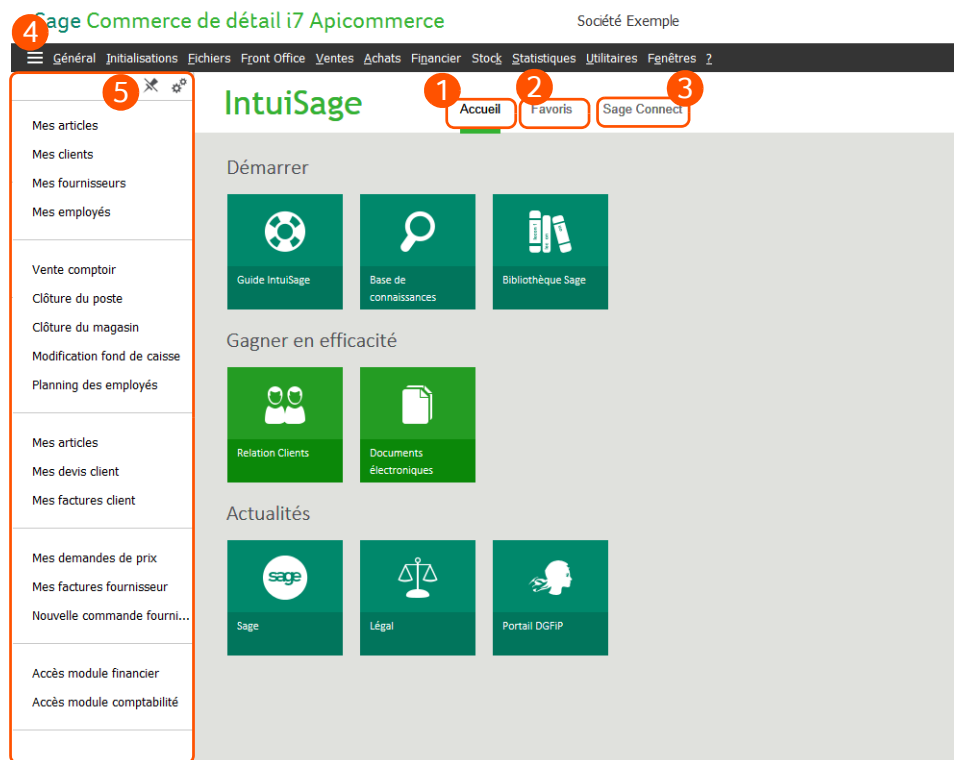 Sage Commerce de détail i7 Apicommerce Société Exemple
4
Général Initialisations Eichiers Front Office Ventes Achats Financier Stock Statistiques Utilitaires Fenêtres ?
5
IntuiSage
1 Accueil
2 Favoris
3 Sage Connect
Mes articles
Mes clients
Mes fournisseurs
Mes employés
Vente comptoir
Clôture du poste
Clôture du magasin
Modification fond de caisse
Planning des employés
Mes articles
Mes devis client
Mes factures client
Mes demandes de prix
Mes factures fournisseur
Nouvelle commande fourni...
Accès module financier
Accès module comptabilité
Démarrer
Guide IntuiSage
Base de
connaissances
Bibliothèque Sage
Gagner en efficacité
Relation Clients
Documents
électroniques
Actualités
sage
Sage
Légal
Portail DGFiP